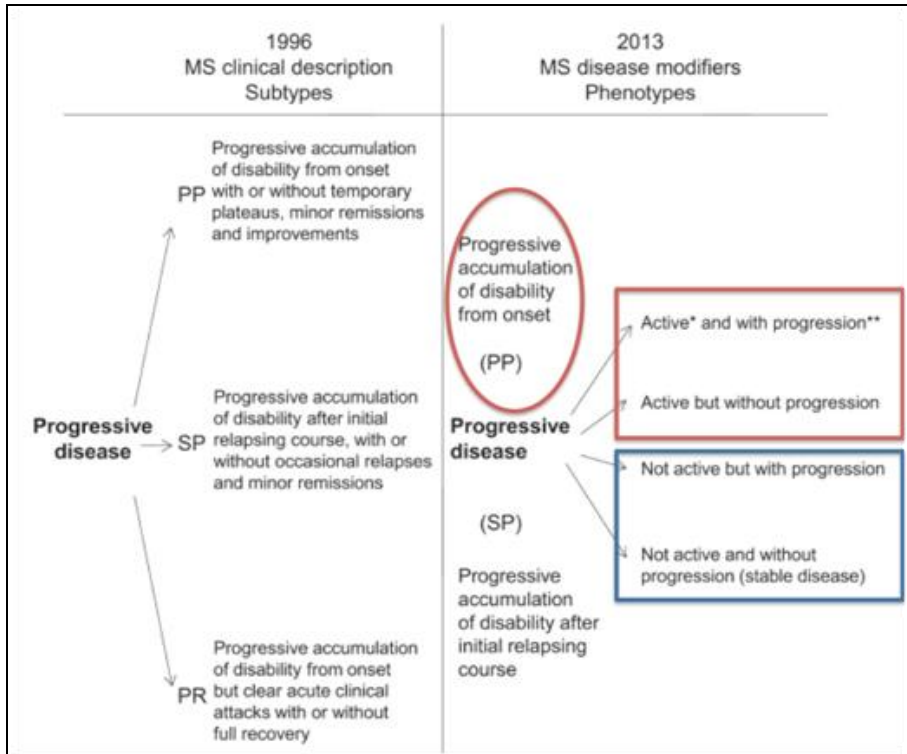 1996
MS clinical description
Subtypes
2013
MS disease modifiers
Phenotypes
Progressive disease
PP
Progressive accumulation
of disability from onset
with or without temporary
plateaus, minor remissions
and improvements
SP
Progressive accumulation
of disability after initial
relapsing course, with or
without occasional relapses
and minor remissions
PR
Progressive accumulation
of disability from onset
but clear acute clinical
attacks with or without
full recovery
Progressive
accumulation
of disability
from onset
(PP)
Progressive
disease
(SP)
Progressive
accumulation
of disability after
initial relapsing
course
Active* and with progression**
Active but without progression
Not active but with progression
Not active and without
progression (stable disease)